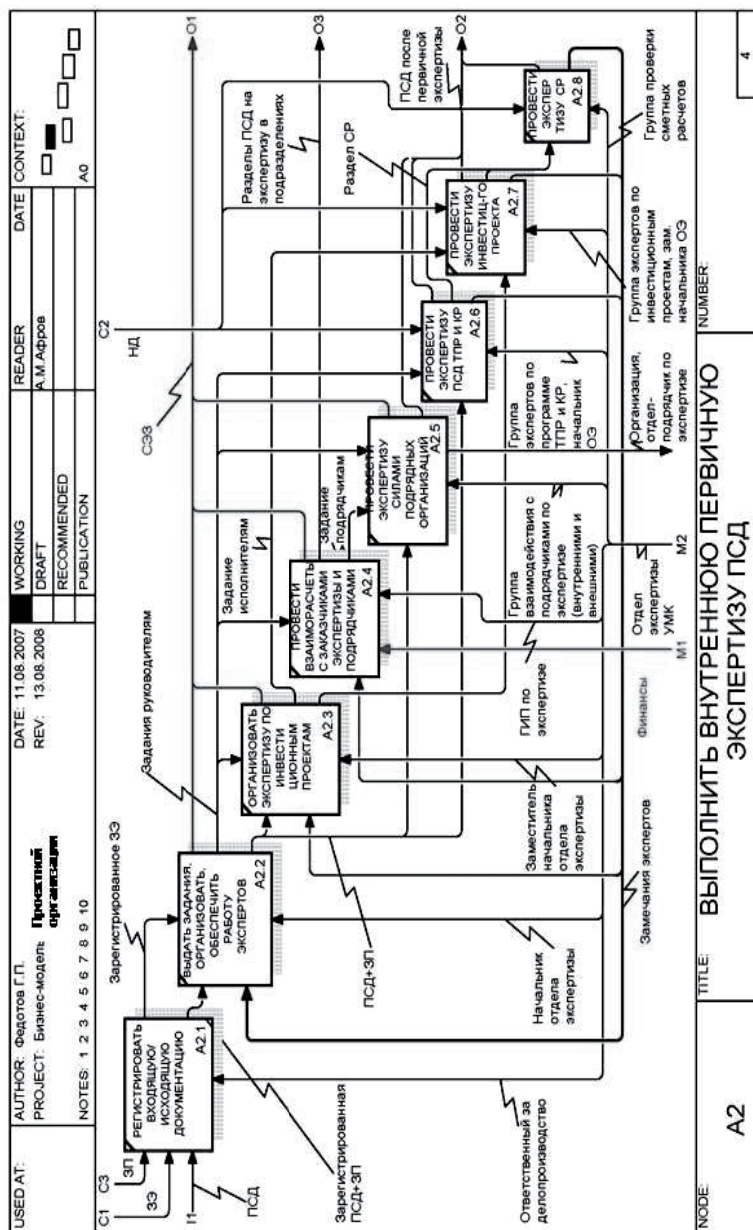 USED AT:
AUTHOR: Федотов Г.П.
PROJECT: Бизнес-модель Проектной
организации
NOTES: 1 2 3 4 5 6 7 8 9 10
DATE: 11.08.2007
REV: 13.08.2008
WORKING
DRAFT
RECOMMENDED
PUBLICATION
READER
DATE
А.М.Афров
CONTEXT:
A0
C3
ЗП
C1
ЗЭ
I1
ПСД
РЕГИСТРИРОВАТЬ
ВХОДЯЩУЮ/
ИСХОДЯЩУЮ
ДОКУМЕНТАЦИЮ
А2.1
Зарегистрированное ЗЭ
Зарегистрированная
ПСД+ЗП
ВЫДАТЬ ЗАДАНИЯ,
ОРГАНИЗОВАТЬ,
ОБЕСПЕЧИТЬ
РАБОТУ
ЭКСПЕРТОВ
А2.2
Задания руководителям
ПСД+ЗП
ОРГАНИЗОВАТЬ
ЭКСПЕРТИЗУ ПО
ИНВЕСТИ
ЦИОННЫМ
ПРОЕКТАМ
А2.3
Задание
исполнителям
ПРОВЕСТИ
ВЗАИМОРАСЧЕТЫ
С ЗАКАЗЧИКАМИ
ЭКСПЕРТИЗЫ И
ПОДРЯДЧИКАМИ
А2.4
Задание
подрядчикам
ПРОВЕСТИ
ЭКСПЕРТИЗУ
СИЛАМИ
ПОДРЯДНЫХ
ОРГАНИЗАЦИЙ
А2.5
C2
НД
СЭЗ
ПРОВЕСТИ
ЭКСПЕРТИЗУ
ПСД ТПР И КР
А2.6
Разделы ПСД на
экспертизу в
подразделениях
Раздел СР
ПРОВЕСТИ
ЭКСПЕРТИЗУ
ИНВЕСТИЦ-ГО
ПРОЕКТА
А2.7
ПСД после
первичной
экспертизы
ПРОВЕСТИ
ЭКСПЕР
ТИЗУ СР
А2.8
O1
O3
O2
Ответственный за
делопроизводство
Начальник
отдела
экспертизы
Заместитель
начальника
отдела
экспертизы
ГИП по
экспертизе
Группа
взаимодействия с
подрядчиками по
экспертизе
(внутренними и
внешними)
Группа
экспертов по
программе
ТПР и КР,
начальник
ОЭ
Группа экспертов по
инвестиционным
проектам, зам.
начальника ОЭ
Группа проверки
сметных
расчетов
Замечания экспертов
Финансы
M1
Отдел
экспертизы
УМК
M2
Организация,
отдел-
подрядчик по
экспертизе
NODE:
A2
TITLE:
ВЫПОЛНИТЬ ВНУТРЕННЮЮ ПЕРВИЧНУЮ
ЭКСПЕРТИЗУ ПСД
NUMBER:
4